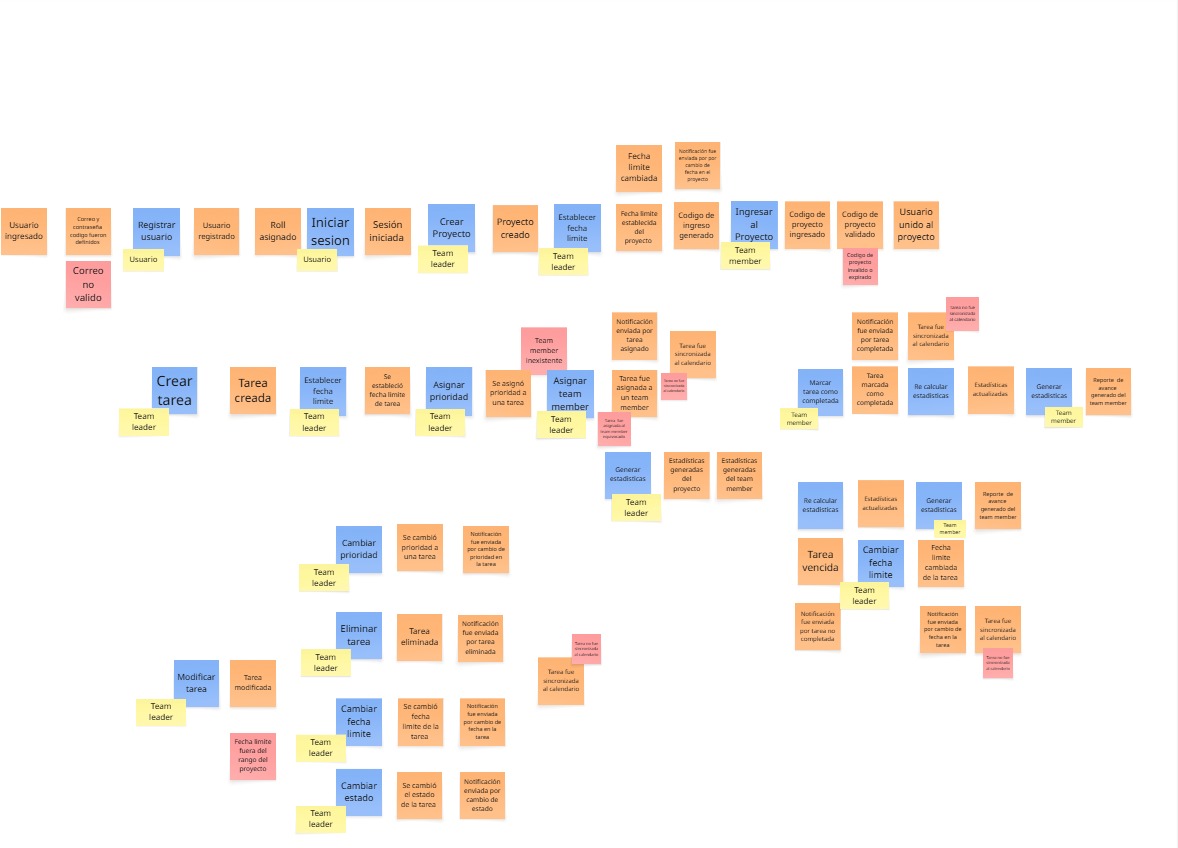 Fecha
limite
cambiada
Notificación fue
enviada por por
cambio de
fecha en el
proyecto
Usuario
ingresado
Correo y
contraseña
codigo fueron
definidos
Correo
no
valido
Registrar
usuario
Usuario
Usuario
registrado
Roll
asignado
Iniciar
sesion
Usuario
Sesión
iniciada
Crear
Proyecto
Team
leader
Proyecto
creado
Establecer
fecha
limite
Team
leader
Fecha limite
establecida
del
proyecto
Codigo de
ingreso
generado
Ingresar
al
Proyecto
Team
member
Codigo de
proyecto
ingresado
Codigo de
proyecto
validado
Codigo de
proyecto
invalido o
expirado
Usuario
unido al
proyecto
Crear
tarea
Team
leader
Tarea
creada
Establecer
fecha
limite
Team
leader
Se
estableció
fecha limite
de tarea
Asignar
prioridad
Team
leader
Se asignó
prioridad a
una tarea
Team
member
inexistente
Asignar
team
member
Team
leader
Notificación
enviada por
tarea
asignado
Tarea fue
sincronizada
al calendario
Tarea fue
asignada a
un team
member
Tarea no fue
sincronizada
al calendario
Tarea fue
asignada al
team member
equivocado
Generar
estadisticas
Team
leader
Estadísticas
generadas
del
proyecto
Estadísticas
generadas
del team
member
Notificación
fue enviada
por tarea
completada
Tarea fue
sincronizada
al calendario
Tarea no fue
sincronizada
al calendario
Marcar
tarea como
completada
Team
member
Tarea
marcada
como
completada
Re calcular
estadísticas
Estadísticas
actualizadas
Generar
estadísticas
Team
member
Reporte de
avance
generado del
team member
Re calcular
estadísticas
Estadísticas
actualizadas
Generar
estadísticas
Team
member
Reporte de
avance
generado del
team member
Tarea
vencida
Cambiar
fecha
limite
Team
leader
Fecha
limite
cambiada
de la tarea
Notificación
fue enviada
por tarea no
completada
Notificación
fue enviada
por cambio de
fecha en la
tarea
Tarea fue
sincronizada
al calendario
Tarea no fue
sincronizada
al calendario
Cambiar
prioridad
Team
leader
Se cambió
prioridad a
una tarea
Notificación
fue enviada
por cambio de
prioridad en
la tarea
Eliminar
tarea
Team
leader
Tarea
eliminada
Notificación
fue enviada
por tarea
eliminada
Tarea no fue
sincronizada
al calendario
Tarea fue
sincronizada
al calendario
Modificar
tarea
Team
leader
Tarea
modificada
Fecha limite
fuera del
rango del
proyecto
Cambiar
fecha
limite
Team
leader
Se cambió
fecha
limite de la
tarea
Notificación
fue enviada
por cambio de
fecha en la
tarea
Cambiar
estado
Team
leader
Se cambió
el estado
de la tarea
Notificación
enviada por
cambio de
estado